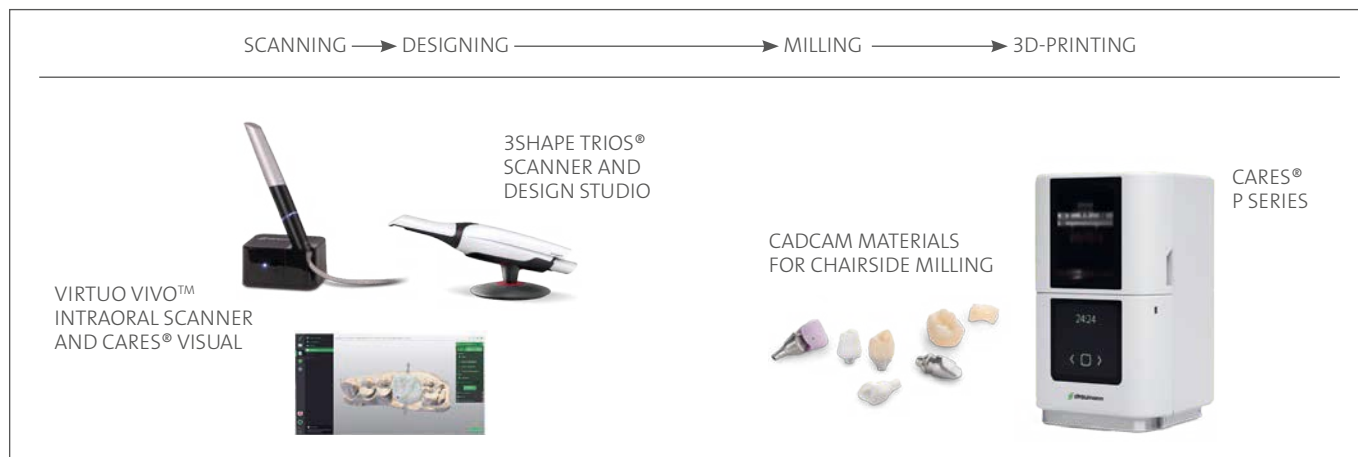 SCANNING DESIGNING MILLING 3D-PRINTING
3SHAPE TRIOS®
SCANNER AND
DESIGN STUDIO
VIRTUO VIVO™
INTRAORAL SCANNER
AND CARES® VISUAL
CADCAM MATERIALS
FOR CHAIRSIDE MILLING
CARES®
P SERIES
24:24
straumann